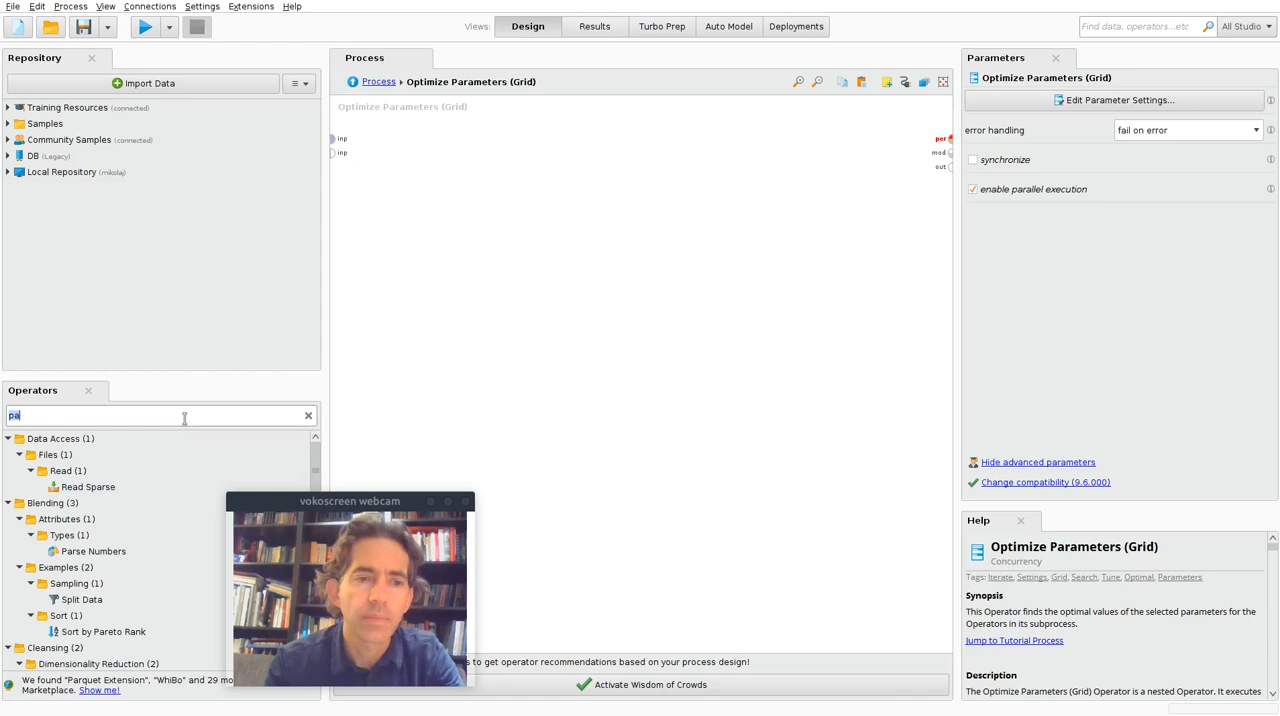 File Edit Process View Connections Settings Extensions Help
Views: Design Results Turbo Prep Auto Model Deployments
Find data, operators...etc All Studio
Repository
Import Data
Training Resources (connected)
Samples
Community Samples (connected)
DB (Legacy)
Local Repository (mikolaj)
Operators
pa
Data Access (1)
Files (1)
Read (1)
Read Sparse
Blending (3)
Attributes (1)
Types (1)
Parse Numbers
Examples (2)
Sampling (1)
Split Data
Sort (1)
Sort by Pareto Rank
Cleansing (2)
Dimensionality Reduction (2)
We found "Parquet Extension", "WhiBo" and 29 mo
Marketplace. Show me!
Process
Process Optimize Parameters (Grid)
Optimize Parameters (Grid)
inp
inp
per
mod
out
vokoscreen webcam
s to get operator recommendations based on your process design!
Activate Wisdom of Crowds
Parameters
Optimize Parameters (Grid)
Edit Parameter Settings...
error handling fail on error
synchronize
enable parallel execution
Hide advanced parameters
Change compatibility (9.6.000)
Help
Optimize Parameters (Grid)
Concurrency
Tags: Iterate, Settings, Grid, Search, Tune, Optimal, Parameters
Synopsis
This Operator finds the optimal values of the selected parameters for the
Operators in its subprocess.
Jump to Tutorial Process
Description
The Optimize Parameters (Grid) Operator is a nested Operator. It executes